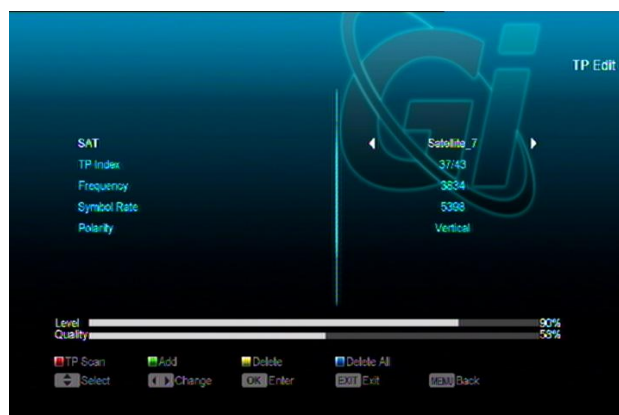 TP Edit
SAT Satellite_7
TP Index 37/43
Frequency 3634
Symbol Rate 5398
Polarity Vertical
Level 90%
Quality 58%
TP Scan Add Delete Delete All
Select Change OK Enter EXIT Exit MENU Back